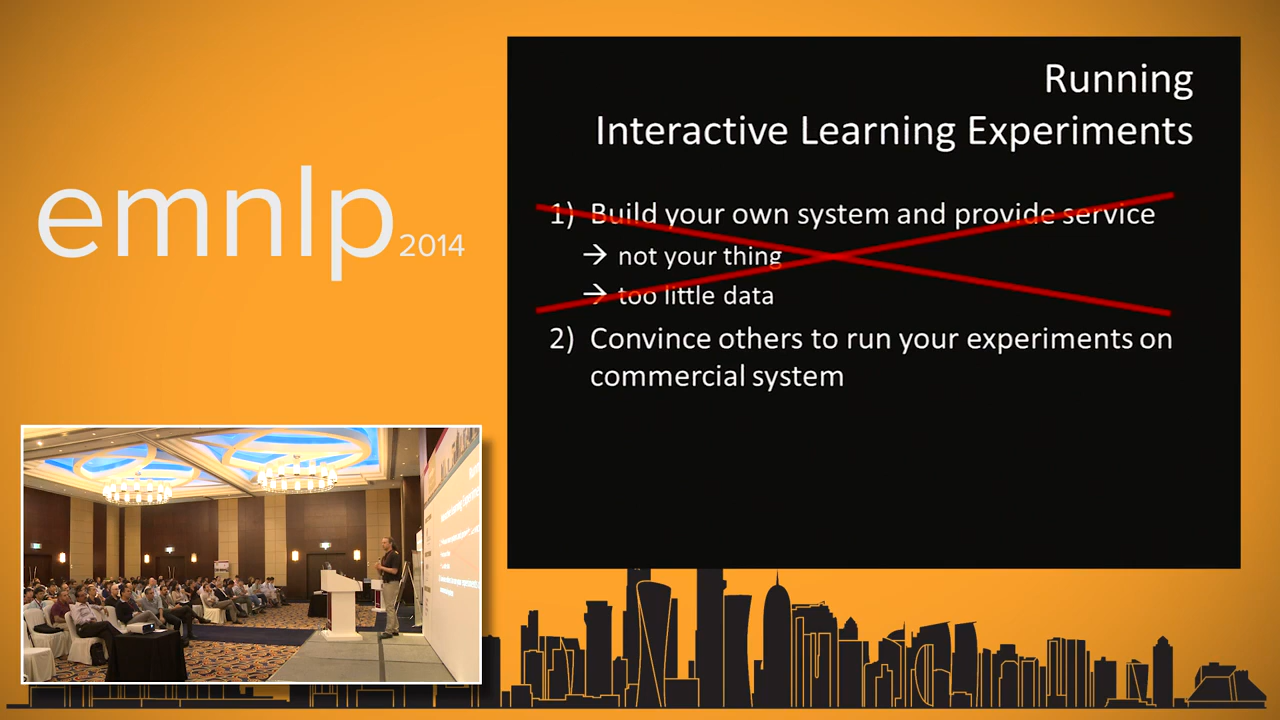 emnlp 2014
Running
Interactive Learning Experiments
1) Build your own system and provide service
→ not your thing
→ too little data
2) Convince others to run your experiments on
commercial system